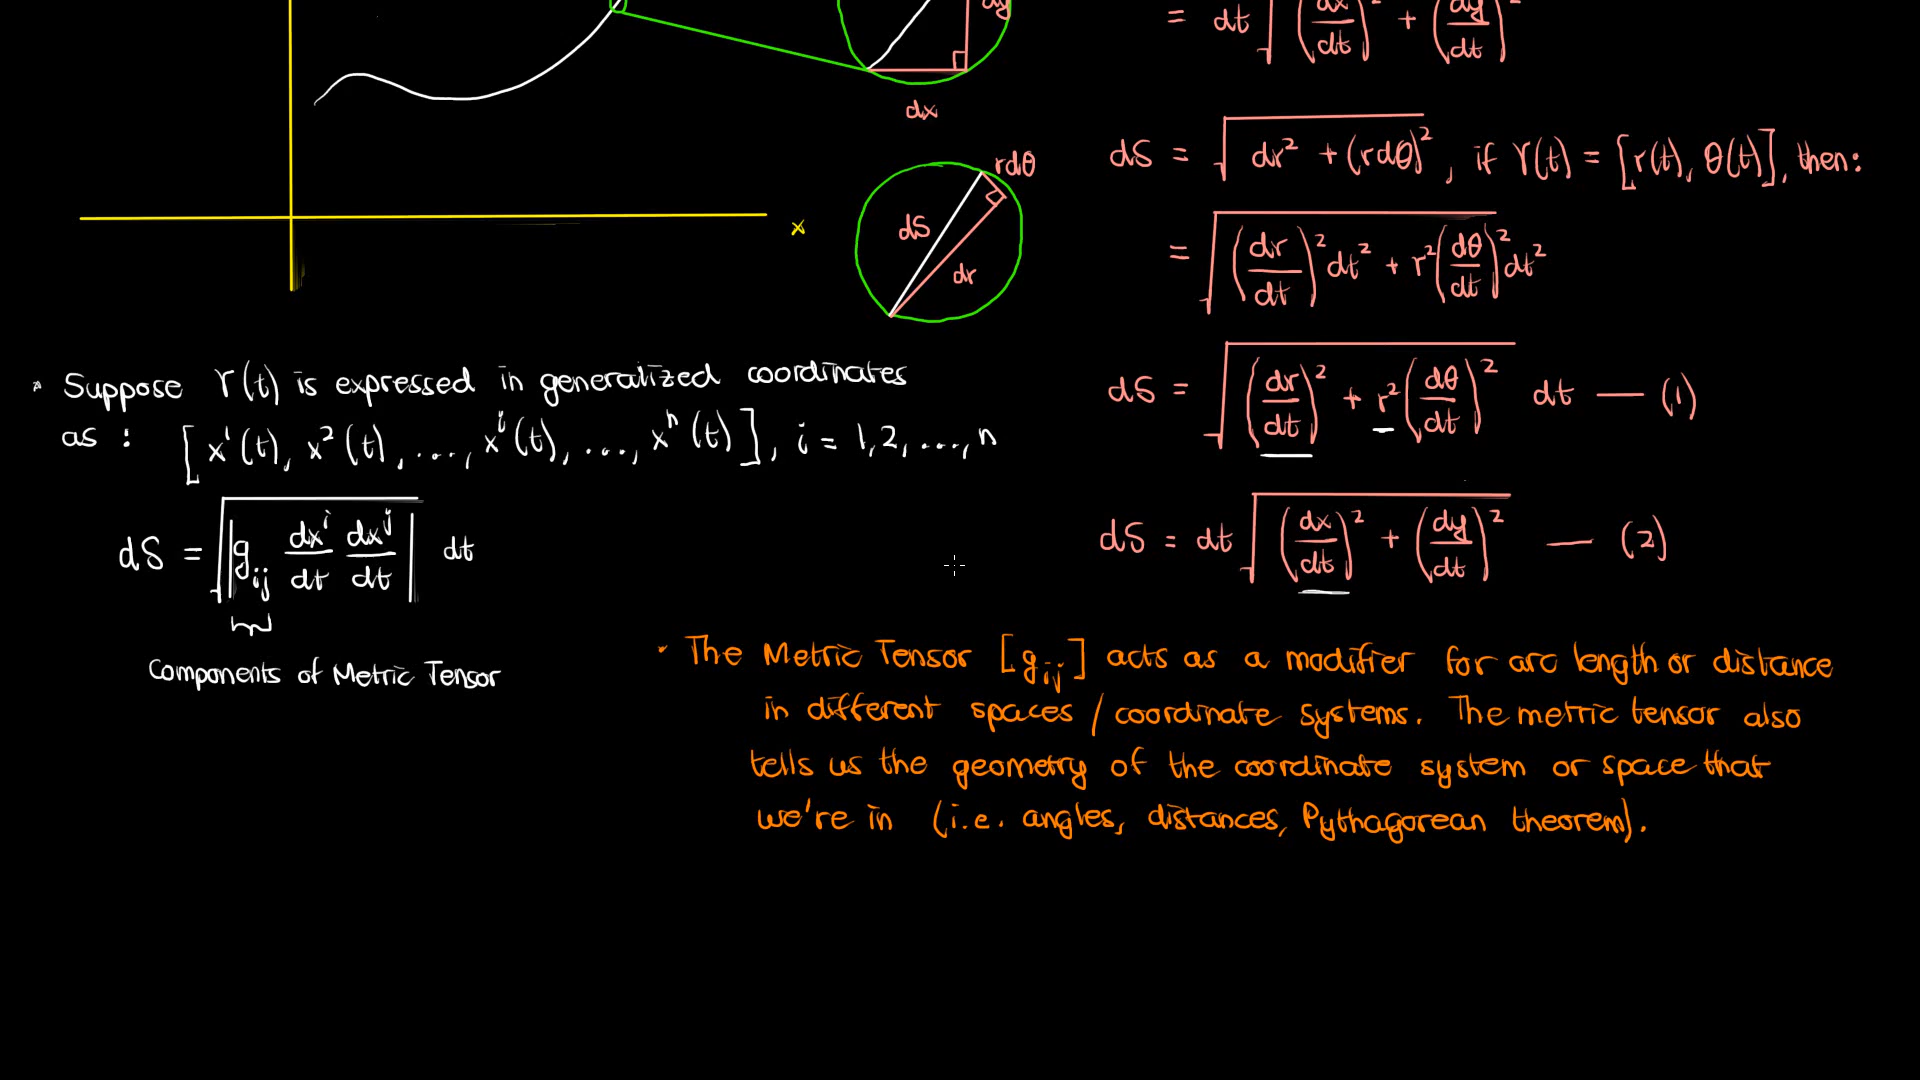 = dt √((dx/dt)² + (dy/dt)²)
dy
dx
dS = √(dr² + (rdθ)²), if γ(t) = [r(t), θ(t)], then:
rdθ
dS
dr
x
= √((dr/dt)² dt² + r² (dθ/dt)² dt²)
dS = √((dr/dt)² + r² (dθ/dt)²) dt — (1)
dS = dt √((dx/dt)² + (dy/dt)²) — (2)
• Suppose γ(t) is expressed in generalized coordinates
as : [x¹(t), x²(t), ..., xⁱ(t), ..., xⁿ(t)], i = 1,2,...,n
dS = √|g_ij dxⁱ/dt dxʲ/dt| dt
Components of Metric Tensor
• The Metric Tensor [g_ij] acts as a modifier for arc length or distance
in different spaces / coordinate systems. The metric tensor also
tells us the geometry of the coordinate system or space that
we're in (i.e. angles, distances, Pythagorean theorem).